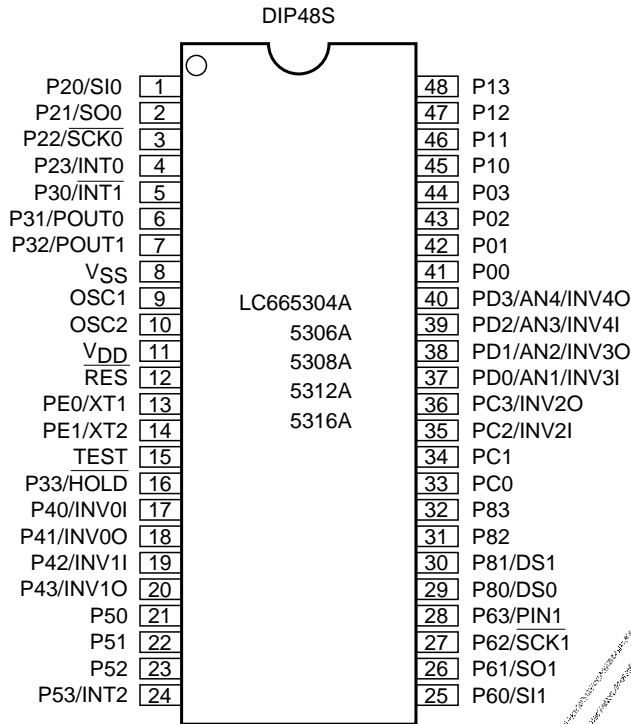 DIP48S
P20/SI0 1 48 P13
P21/SO0 2 47 P12
P22/SCK0 3 46 P11
P23/INT0 4 45 P10
P30/INT1 5 44 P03
P31/POUT0 6 43 P02
P32/POUT1 7 42 P01
VSS 8 41 P00
OSC1 9 LC665304A 40 PD3/AN4/INV4O
OSC2 10 5306A 39 PD2/AN3/INV4I
VDD 11 5308A 38 PD1/AN2/INV3O
RES 12 37 PD0/AN1/INV3I
PE0/XT1 13 5312A 36 PC3/INV2O
PE1/XT2 14 5316A 35 PC2/INV2I
TEST 15 34 PC1
P33/HOLD 16 33 PC0
P40/INV0I 17 32 P83
P41/INV0O 18 31 P82
P42/INV1I 19 30 P81/DS1
P43/INV1O 20 29 P80/DS0
P50 21 28 P63/PIN1
P51 22 27 P62/SCK1
P52 23 26 P61/SO1
P53/INT2 24 25 P60/SI1